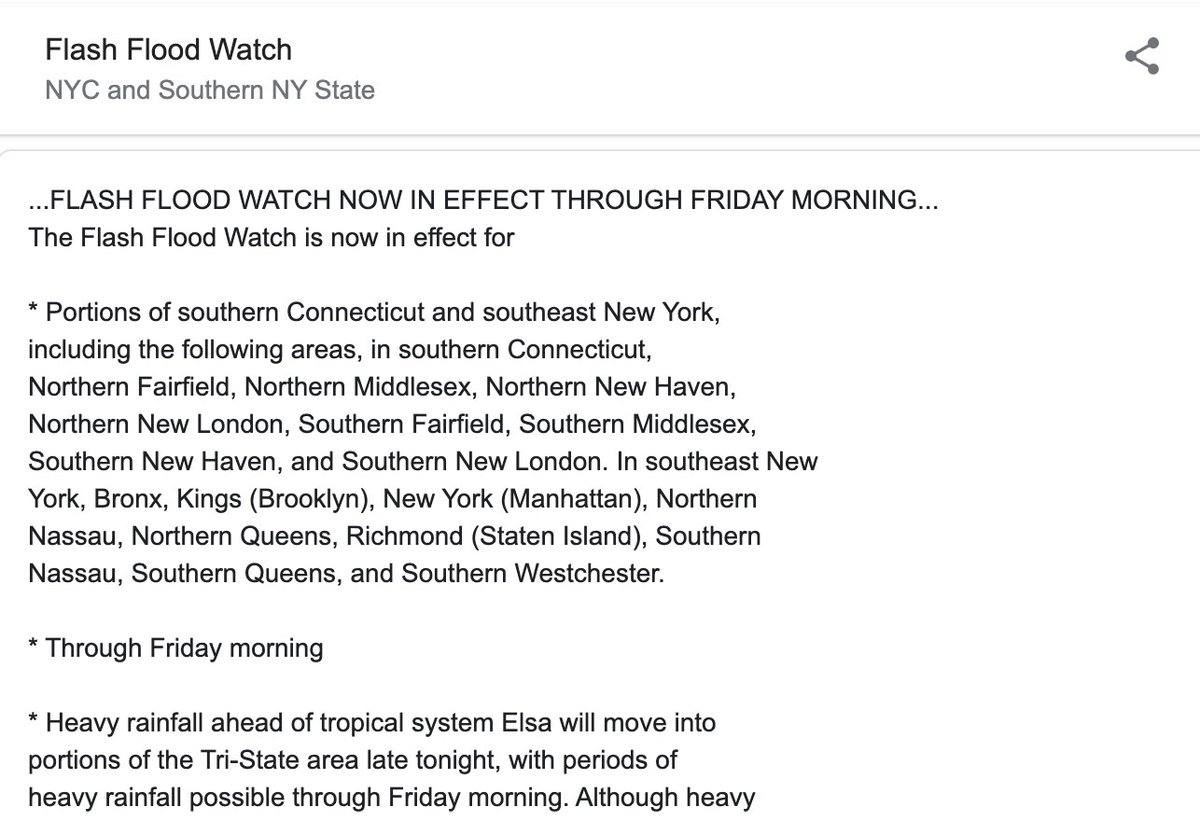 Flash Flood Watch
NYC and Southern NY State
...FLASH FLOOD WATCH NOW IN EFFECT THROUGH FRIDAY MORNING...
The Flash Flood Watch is now in effect for
* Portions of southern Connecticut and southeast New York,
including the following areas, in southern Connecticut,
Northern Fairfield, Northern Middlesex, Northern New Haven,
Northern New London, Southern Fairfield, Southern Middlesex,
Southern New Haven, and Southern New London. In southeast New
York, Bronx, Kings (Brooklyn), New York (Manhattan), Northern
Nassau, Northern Queens, Richmond (Staten Island), Southern
Nassau, Southern Queens, and Southern Westchester.
* Through Friday morning
* Heavy rainfall ahead of tropical system Elsa will move into
portions of the Tri-State area late tonight, with periods of
heavy rainfall possible through Friday morning. Although heavy